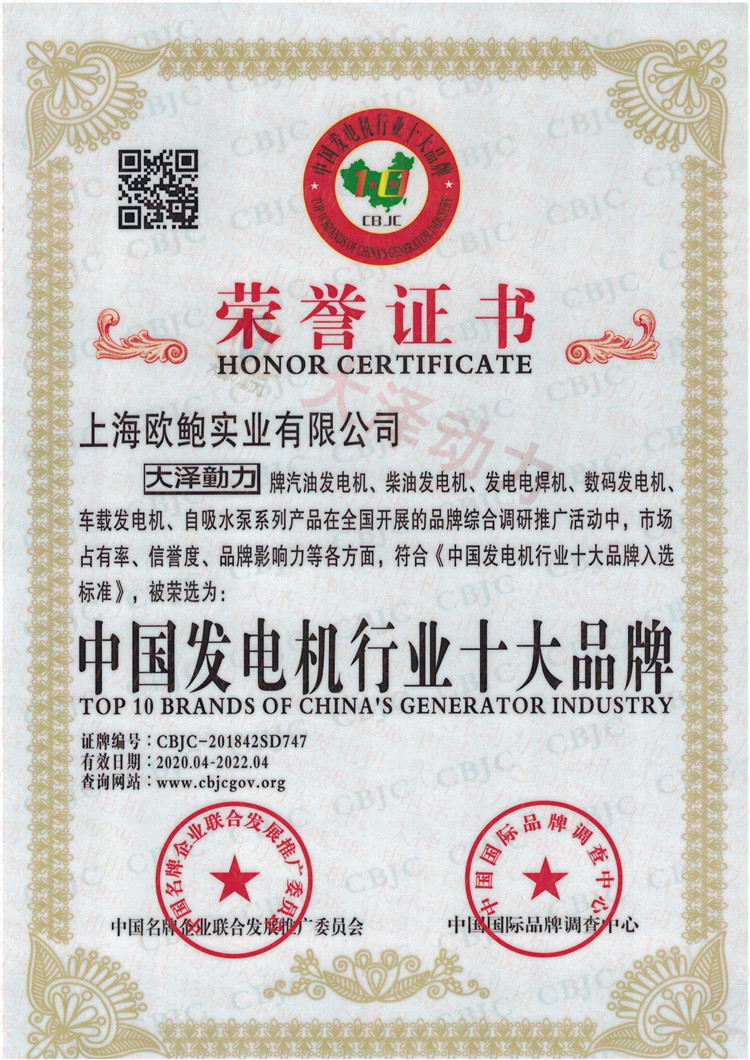 中国发电机行业十大品牌
1·0
CBJC
TOP 10 BRANDS OF CHINA'S GENERATOR INDUSTRY
荣誉证书
HONOR CERTIFICATE
大泽动力
上海欧鲍实业有限公司
大泽動力 牌汽油发电机、柴油发电机、发电电焊机、数码发电机、
车载发电机、自吸水泵系列产品在全国开展的品牌综合调研推广活动中，市场
占有率、信誉度、品牌影响力等各方面，符合《中国发电机行业十大品牌入选
标准》，被荣选为：
中国发电机行业十大品牌
TOP 10 BRANDS OF CHINA'S GENERATOR INDUSTRY
证牌编号：CBJC-201842SD747
有效日期：2020.04-2022.04
查询网站：www.cbjcgov.org
中国名牌企业联合发展推广委员会
中国国际品牌调查中心
中国名牌企业联合发展推广委员会
中国国际品牌调查中心